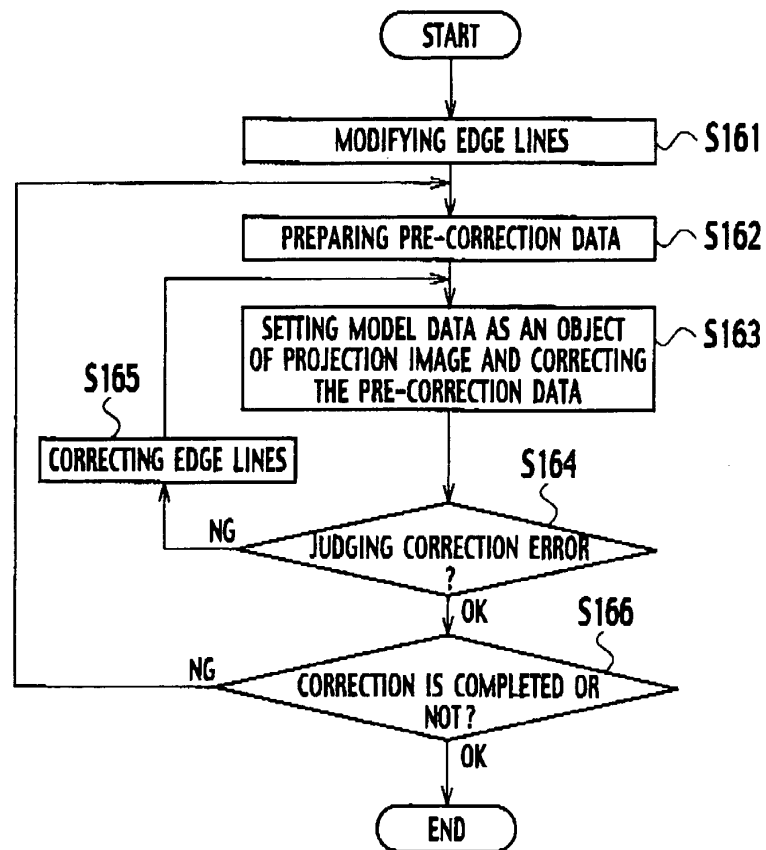 START
MODIFYING EDGE LINES
S161
PREPARING PRE-CORRECTION DATA
S162
SETTING MODEL DATA AS AN OBJECT
OF PROJECTION IMAGE AND CORRECTING
THE PRE-CORRECTION DATA
S163
S165
CORRECTING EDGE LINES
S164
NG
JUDGING CORRECTION ERROR
?
OK
S166
NG
CORRECTION IS COMPLETED OR
NOT?
OK
END